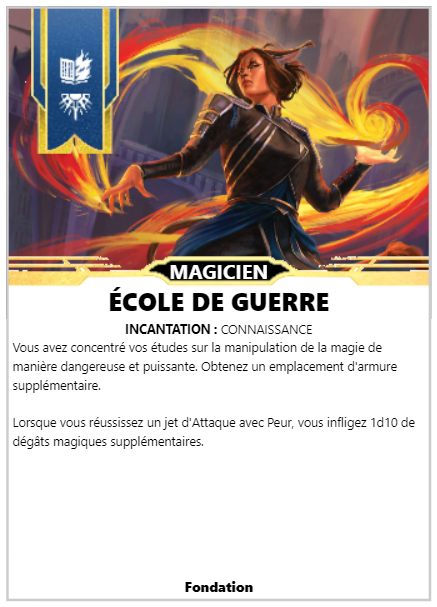 MAGICIEN
ÉCOLE DE GUERRE
INCANTATION : CONNAISSANCE
Vous avez concentré vos études sur la manipulation de la magie de
manière dangereuse et puissante. Obtenez un emplacement d'armure
supplémentaire.
Lorsque vous réussissez un jet d'Attaque avec Peur, vous infligez 1d10 de
dégâts magiques supplémentaires.
Fondation